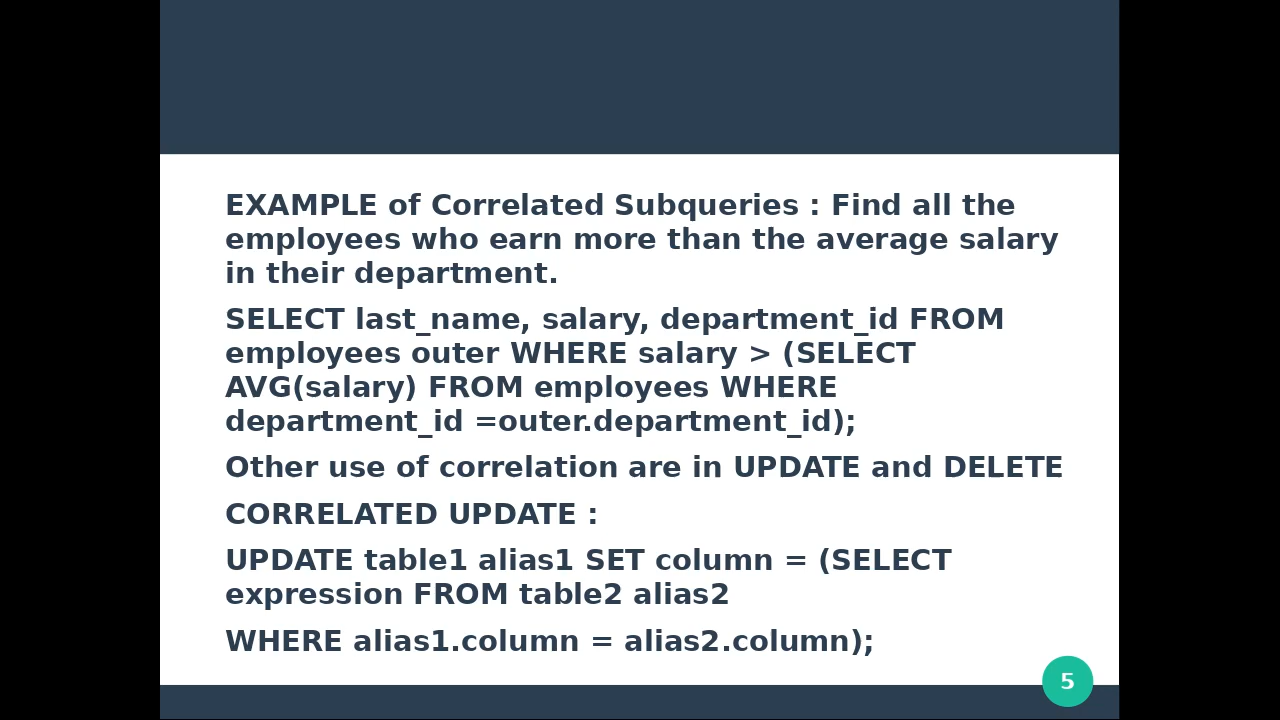 EXAMPLE of Correlated Subqueries : Find all the
employees who earn more than the average salary
in their department.
SELECT last_name, salary, department_id FROM
employees outer WHERE salary > (SELECT
AVG(salary) FROM employees WHERE
department_id =outer.department_id);
Other use of correlation are in UPDATE and DELETE
CORRELATED UPDATE :
UPDATE table1 alias1 SET column = (SELECT
expression FROM table2 alias2
WHERE alias1.column = alias2.column);
5